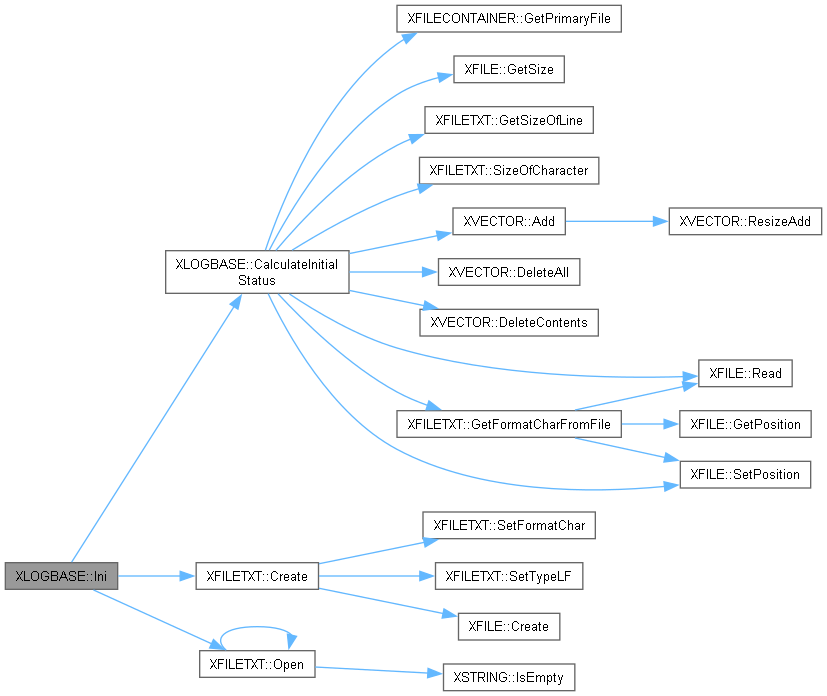 XFILECONTAINER::GetPrimaryFile
XFILE::GetSize
XFILETXT::GetSizeOfLine
XFILETXT::SizeOfCharacter
XVECTOR::Add
XVECTOR::ResizeAdd
XLOGBASE::CalculateInitial
Status
XVECTOR::DeleteAll
XVECTOR::DeleteContents
XFILE::Read
XFILETXT::GetFormatCharFromFile
XFILE::GetPosition
XFILE::SetPosition
XFILETXT::SetFormatChar
XLOGBASE::Ini
XFILETXT::Create
XFILETXT::SetTypeLF
XFILE::Create
XFILETXT::Open
XSTRING::IsEmpty